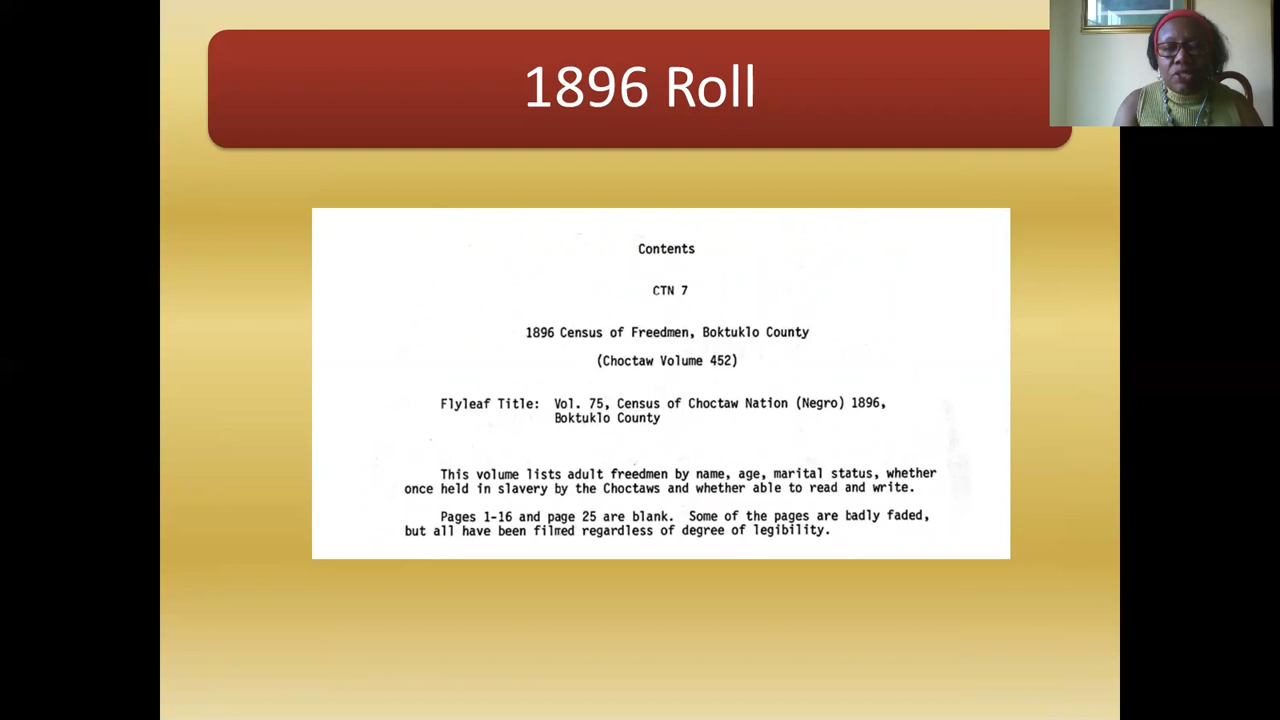 1896 Roll
Contents
CTN 7
1896 Census of Freedmen, Boktuklo County
(Choctaw Volume 452)
Flyleaf Title: Vol. 75, Census of Choctaw Nation (Negro) 1896,
Boktuklo County
This volume lists adult freedmen by name, age, marital status, whether
once held in slavery by the Choctaws and whether able to read and write.
Pages 1-16 and page 25 are blank. Some of the pages are badly faded,
but all have been filmed regardless of degree of legibility.